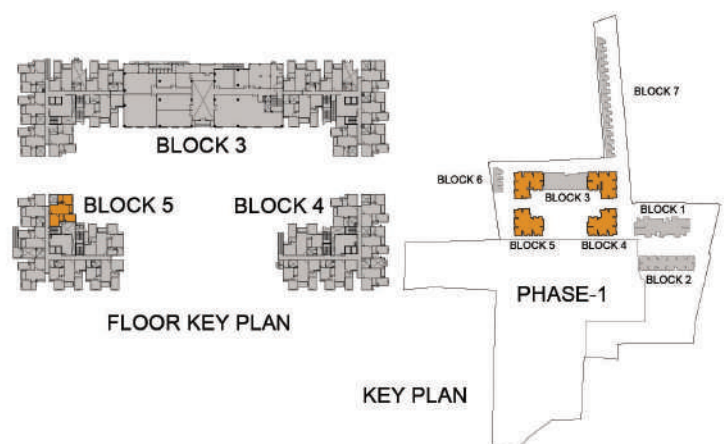 BLOCK 3
BLOCK 5
BLOCK 4
FLOOR KEY PLAN
BLOCK 7
BLOCK 6
BLOCK 3
BLOCK 1
BLOCK 5
BLOCK 4
BLOCK 2
PHASE-1
KEY PLAN